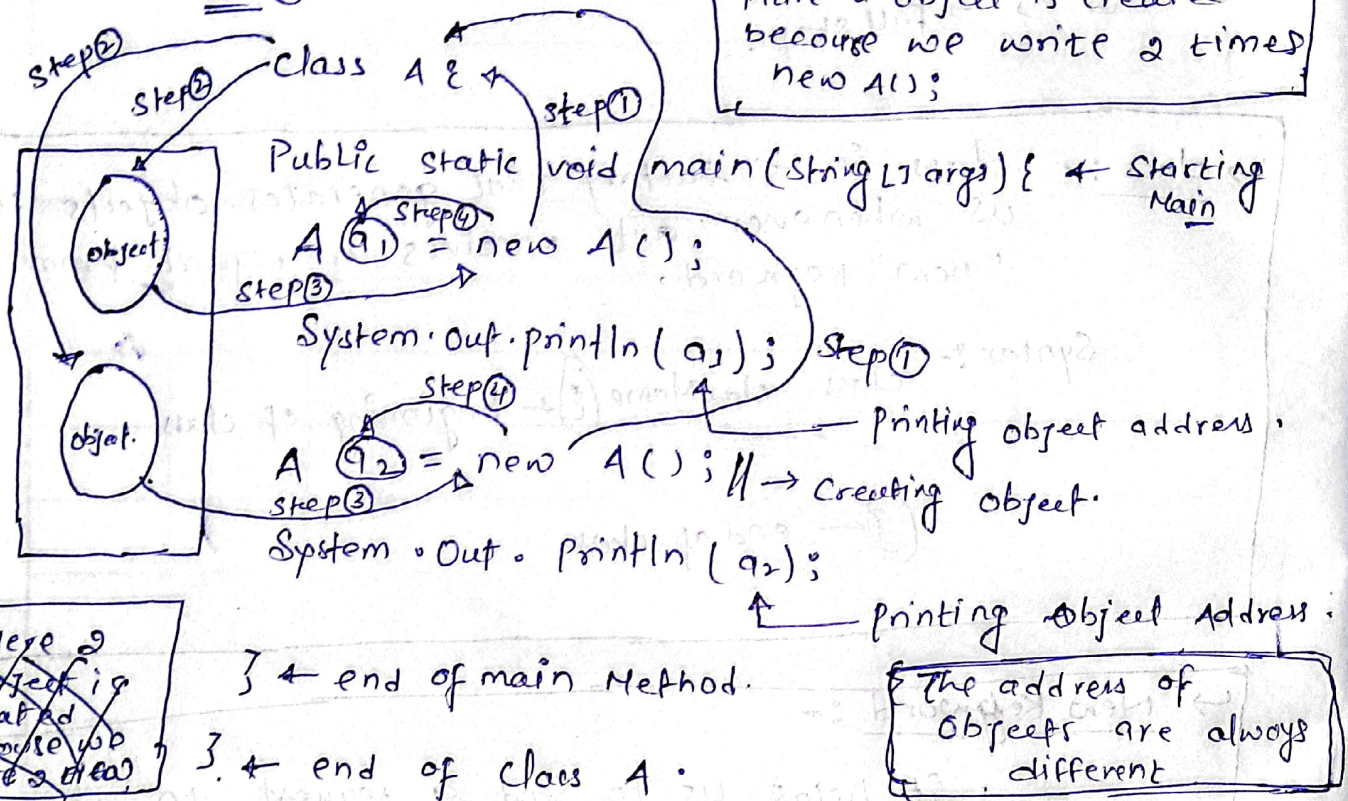 because we write 2 times
new A();
Step②
Step②
class A {
step①
Public static void main(String[] args) { ← Starting
Main
Step④
A a1 = new A();
object
step③
System.out.println(a1);
Step①
Step④
Printing object address.
object.
A a2 = new A(); // → Creating object.
step③
System.out.println(a2);
Printing object Address.
} ← end of main Method.
The address of
objects are always
different
} ← end of class A.